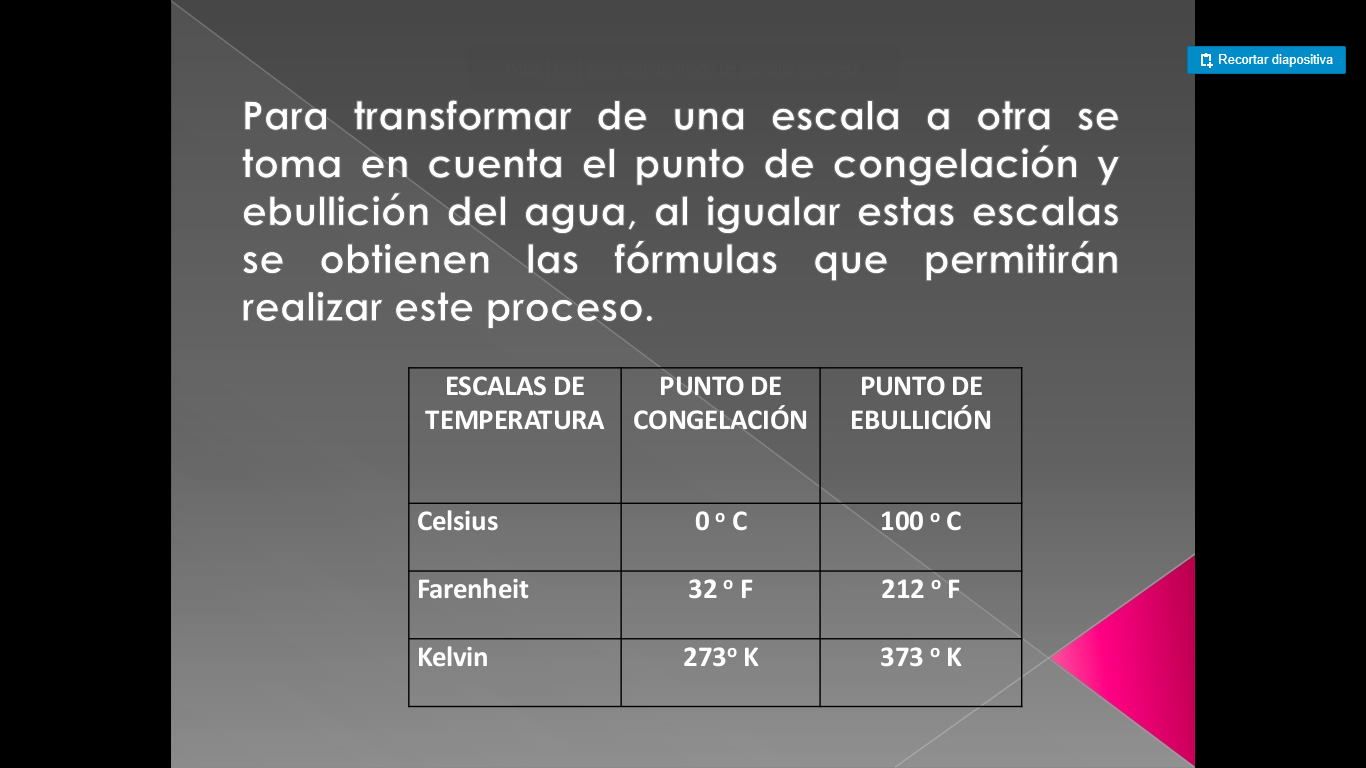 Recortar diapositiva
Para transformar de una escala a otra se
toma en cuenta el punto de congelación y
ebullición del agua, al igualar estas escalas
se obtienen las fórmulas que permitirán
realizar este proceso.
ESCALAS DE TEMPERATURA PUNTO DE CONGELACIÓN PUNTO DE EBULLICIÓN
Celsius 0 º C 100 º C
Farenheit 32 º F 212 º F
Kelvin 273º K 373 º K